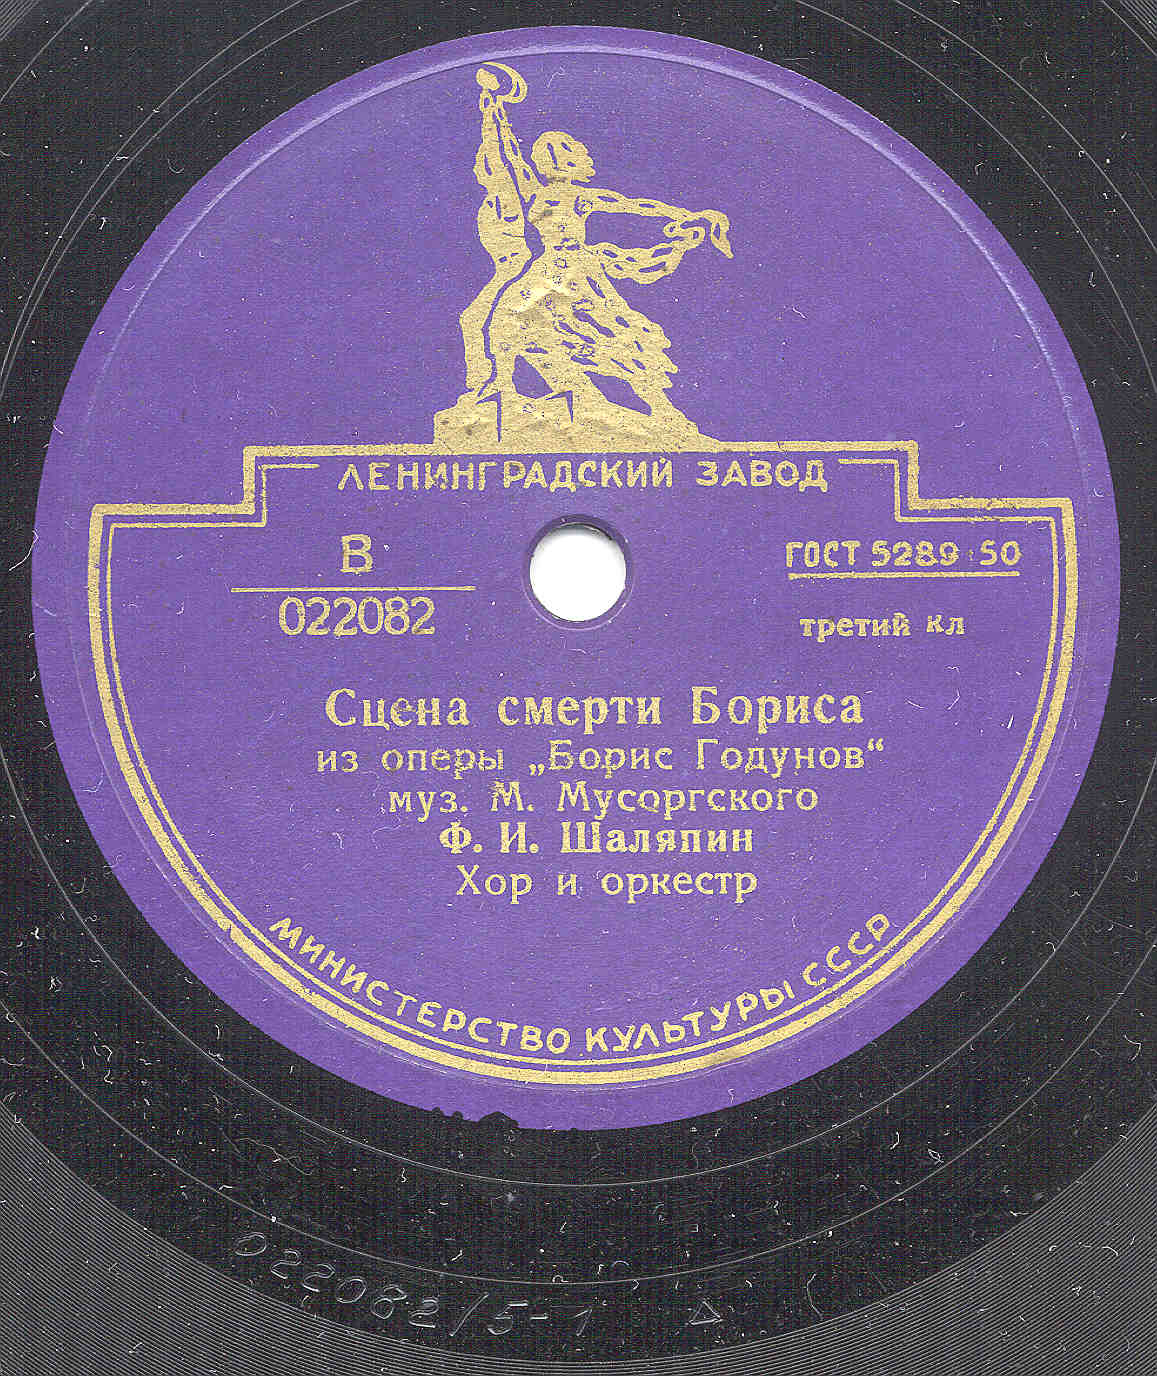 ЛЕНИНГРАДСКИЙ ЗАВОД
В
022082
ГОСТ 5289-50
третий кл
Сцена смерти Бориса
из оперы „Борис Годунов“
муз. М. Мусоргского
Ф. И. Шаляпин
Хор и оркестр
МИНИСТЕРСТВО КУЛЬТУРЫ СССР
022082/5-1 Δ